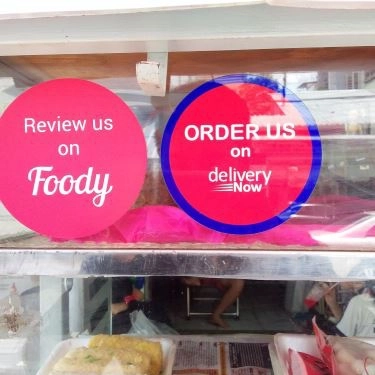 Review us
on
Foody
ORDER US
on
delivery
Now